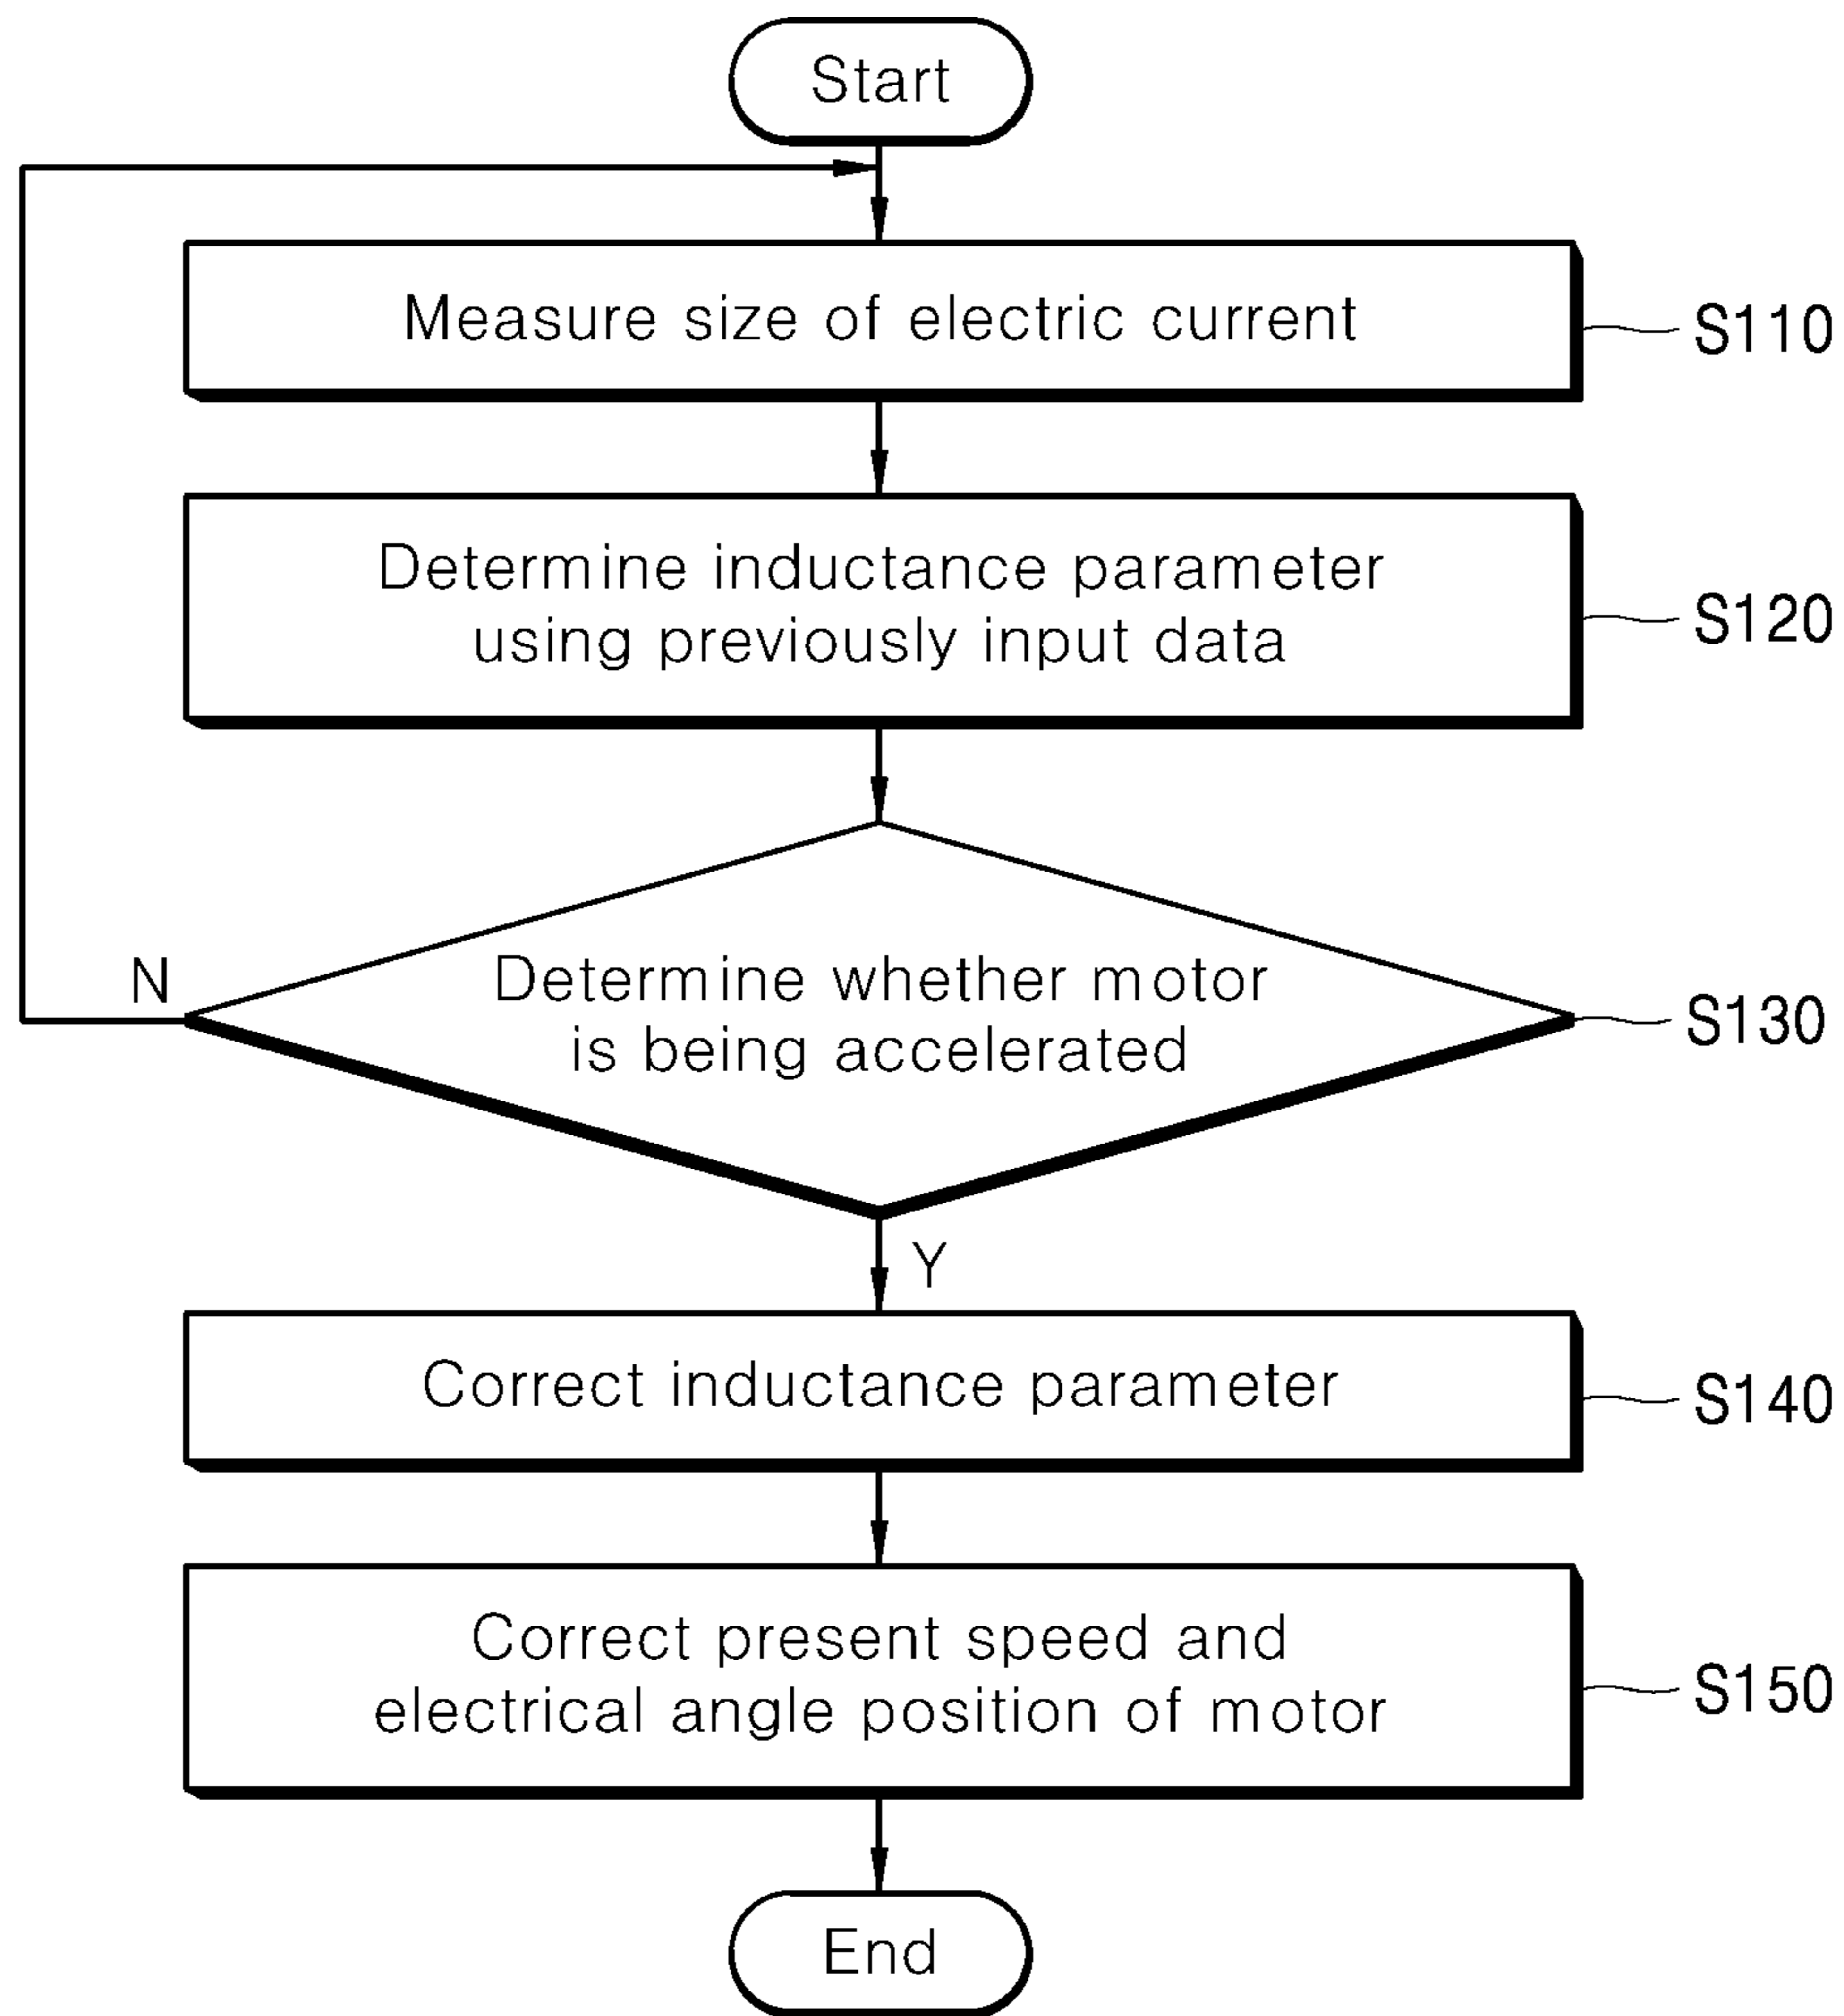 Start
Measure size of electric current
S110
Determine inductance parameter
using previously input data
S120
Determine whether motor
is being accelerated
N
S130
Y
Correct inductance parameter
S140
Correct present speed and
electrical angle position of motor
S150
End